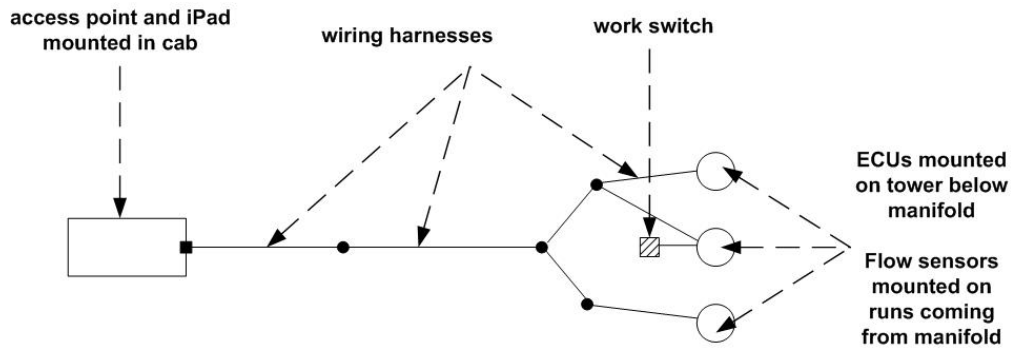 access point and iPad
mounted in cab
wiring harnesses
work switch
ECUs mounted
on tower below
manifold
Flow sensors
mounted on
runs coming
from manifold